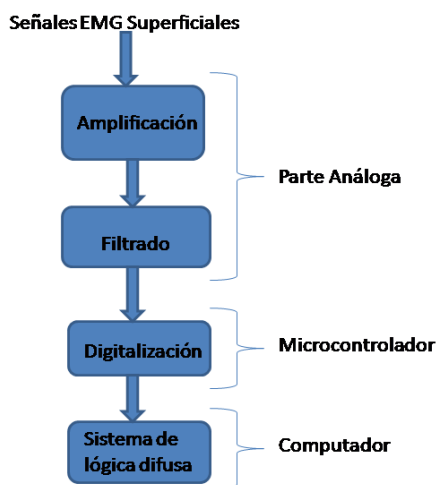 Señales EMG Superficiales
Amplificación
Parte Análoga
Filtrado
Digitalización
Microcontrolador
Sistema de
lógica difusa
Computador